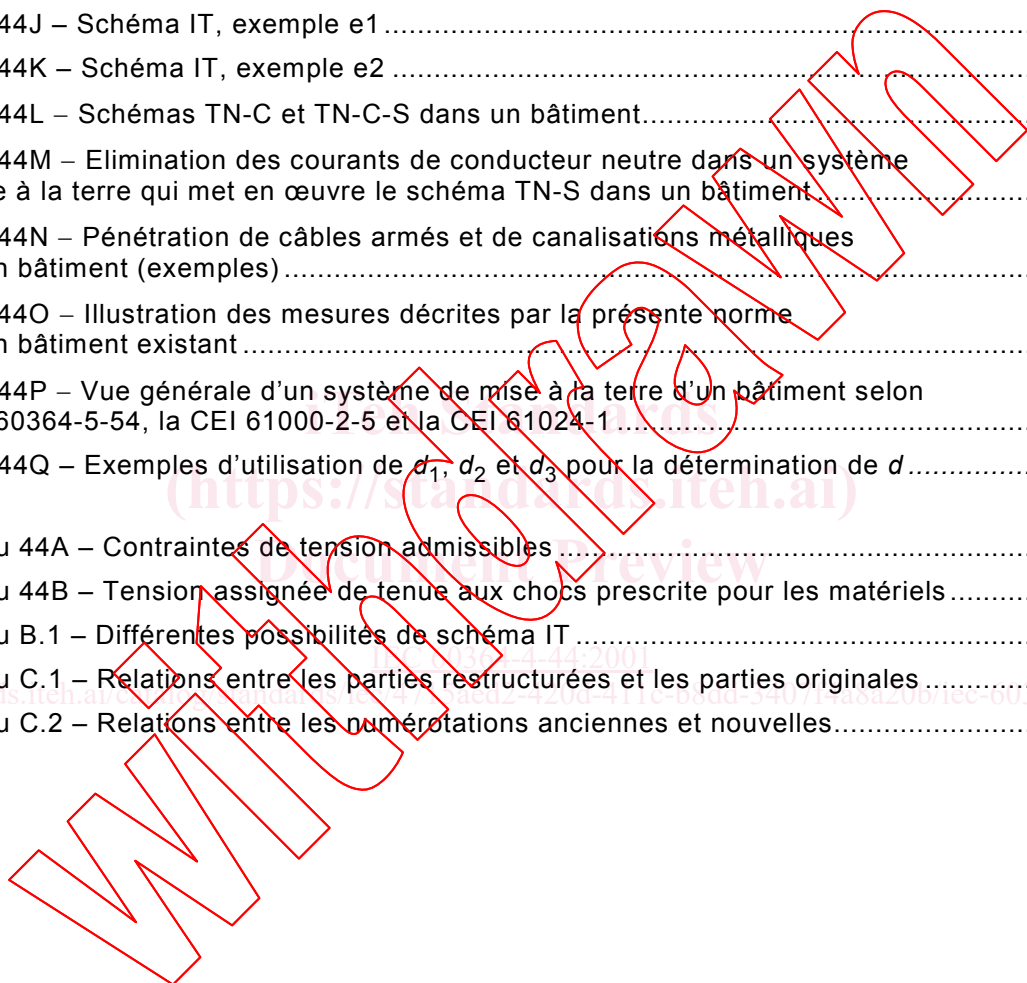 44J – Schéma IT, exemple e1
44K – Schéma IT, exemple e2
44L – Schémas TN-C et TN-C-S dans un bâtiment
44M – Elimination des courants de conducteur neutre dans un système
e à la terre qui met en œuvre le schéma TN-S dans un bâtiment
44N – Pénétration de câbles armés et de canalisations métalliques
n bâtiment (exemples)
44O – Illustration des mesures décrites par la présente norme
n bâtiment existant
44P – Vue générale d’un système de mise à la terre d’un bâtiment selon
60364-5-54, la CEI 61000-2-5 et la CEI 61024-1
iTeh Standards
44Q – Exemples d’utilisation de d1, d2 et d3 pour la détermination de d
(https://standards.iteh.ai)
u 44A – Contraintes de tension admissibles
Document Preview
u 44B – Tension assignée de tenue aux chocs prescrite pour les matériels
u B.1 – Différentes possibilités de schéma IT
IEC 60364-4-44:2001
u C.1 – Relations entre les parties restructurées et les parties originales
u C.2 – Relations entre les numérotations anciennes et nouvelles
withdrawn